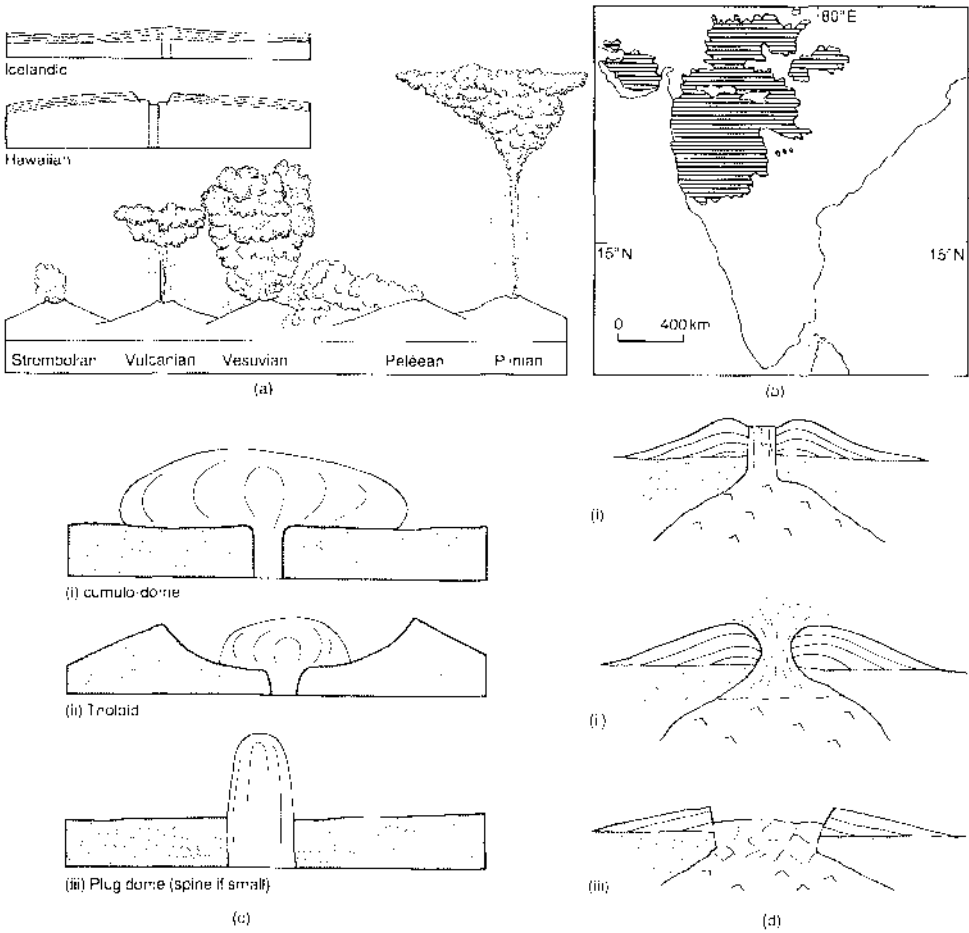 Icelandic
Hawaiian
Strombolian Vulcanian Vesuvian Peléean Plinian
(a)
80°E
15°N 15°N
0 400 km
(b)
(i) cumulo-dome
(ii) Tholoid
(iii) Plug dome (spine if small)
(c)
(i)
(ii)
(iii)
(d)